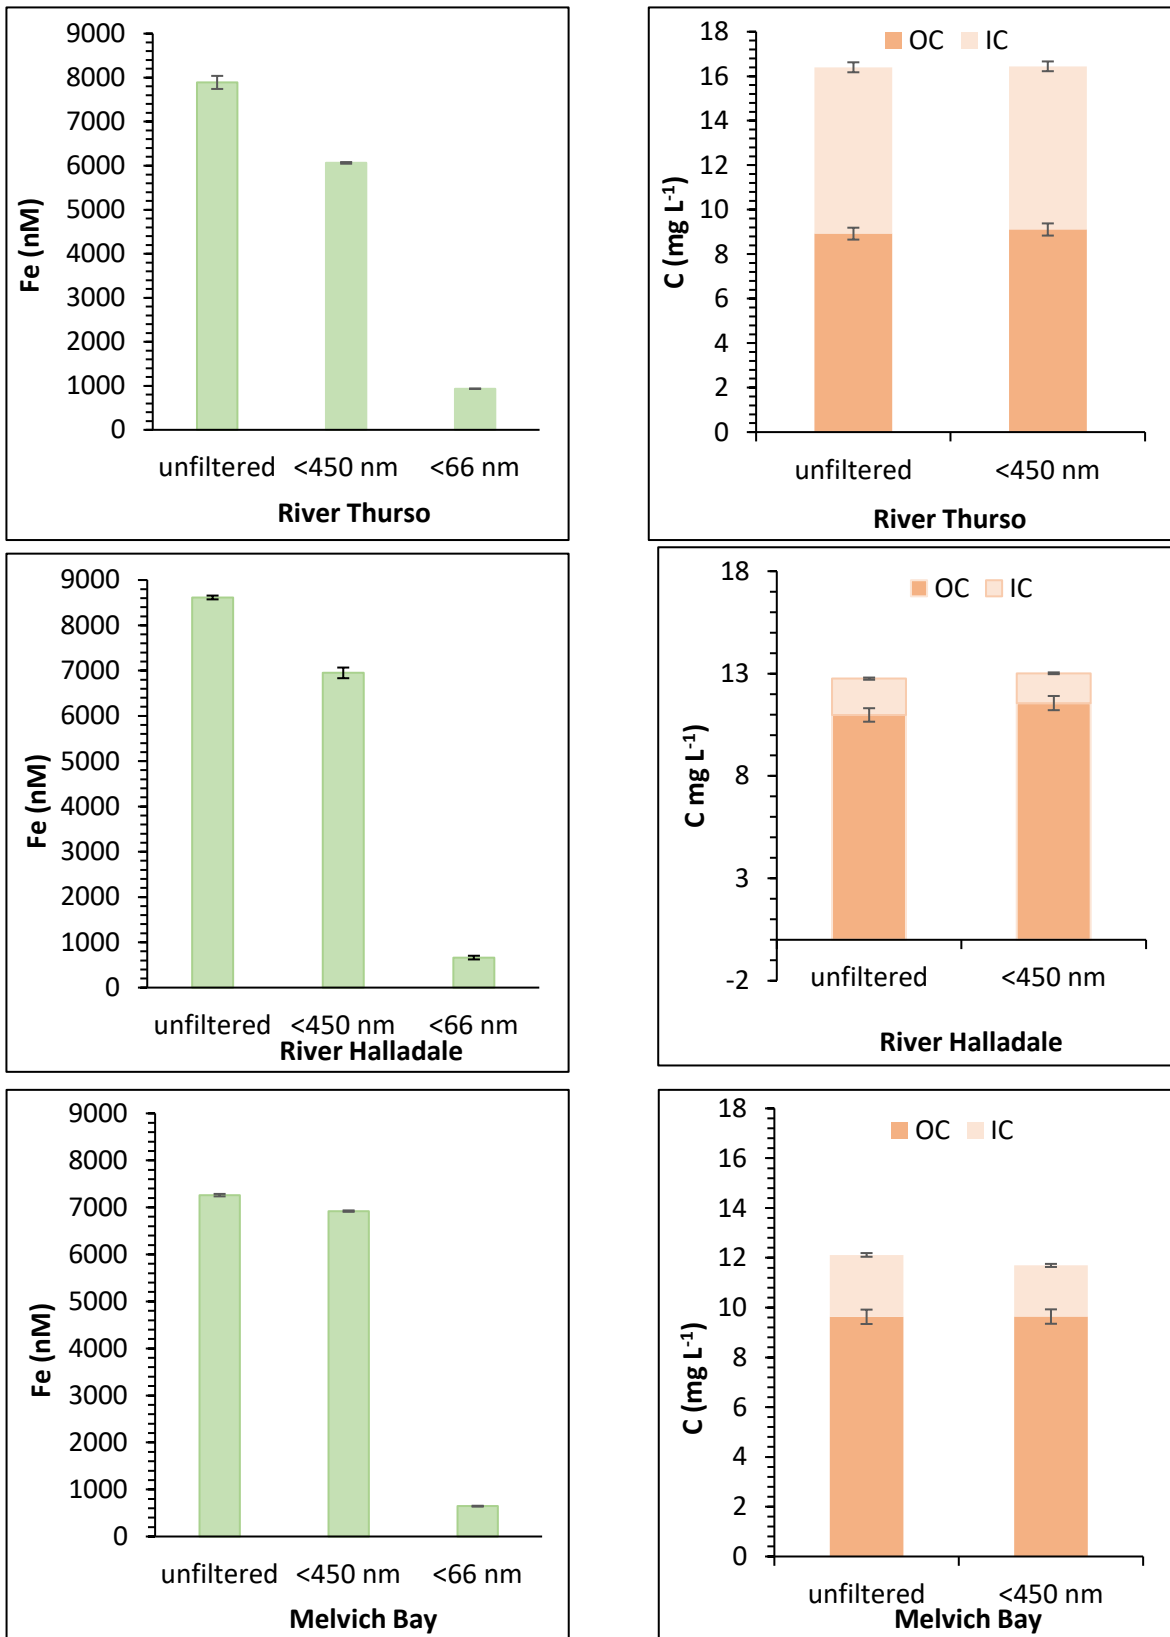 9000
8000
7000
6000
5000
4000
3000
2000
1000
0
Fe (nM)
unfiltered <450 nm <66 nm
River Thurso
18
16
14
12
10
8
6
4
2
0
C (mg L⁻¹)
OC IC
unfiltered <450 nm
River Thurso
9000
8000
7000
6000
5000
4000
3000
2000
1000
0
Fe (nM)
unfiltered <450 nm <66 nm
River Halladale
18
13
8
3
-2
C mg L⁻¹)
OC IC
unfiltered <450 nm
River Halladale
9000
8000
7000
6000
5000
4000
3000
2000
1000
0
Fe (nM)
unfiltered <450 nm <66 nm
Melvich Bay
18
16
14
12
10
8
6
4
2
0
C (mg L⁻¹)
OC IC
unfiltered <450 nm
Melvich Bay